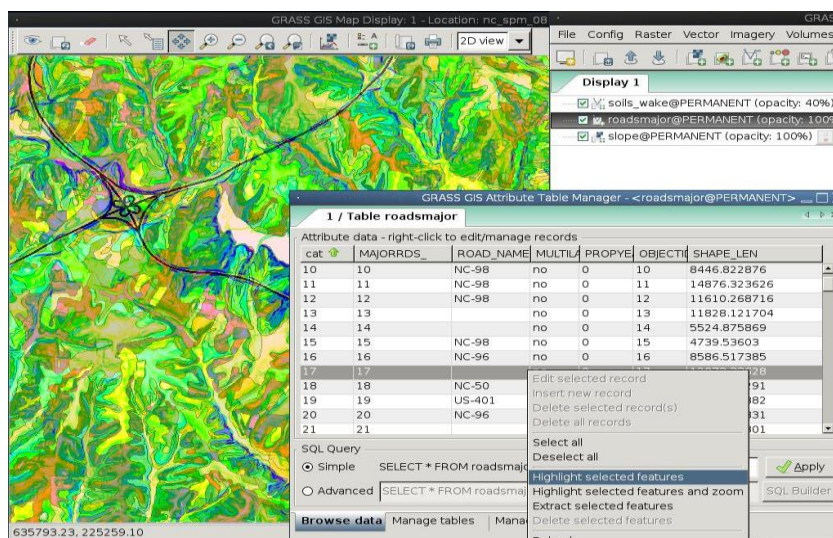 GRASS GIS Map Display: 1 - Location: nc_spm_08
2D view
GRAS
File Config Raster Vector Imagery Volumes
Display 1
soils_wake@PERMANENT (opacity: 40%)
roadsmajor@PERMANENT (opacity: 100%
slope@PERMANENT (opacity: 100%)
GRASS GIS Attribute Table Manager - <roadsmajor@PERMANENT>
1 / Table roadsmajor
Attribute data - right-click to edit/manage records
cat MAJORRDS_ ROAD_NAME MULTILA PROPYE OBJECTID SHAPE_LEN
10 10 NC-98 no 0 10 8446.822876
11 11 NC-98 no 0 11 14876.323626
12 12 NC-98 no 0 12 11610.268716
13 13 no 0 13 11828.121704
14 14 no 0 14 5524.875869
15 15 NC-98 no 0 15 4739.53603
16 16 NC-96 no 0 16 8586.517385
17 17
18 18 NC-50 291
19 19 US-401 382
20 20 NC-96 331
21 21 301
Edit selected record
Insert new record
Delete selected record(s)
Delete all records
Select all
Deselect all
Highlight selected features
Highlight selected features and zoom
Extract selected features
Delete selected features
SQL Query
Simple SELECT * FROM roadsmajo
Apply
Advanced SELECT * FROM roadsmaj
SQL Builder
Browse data Manage tables Mana
635793.23, 225259.10